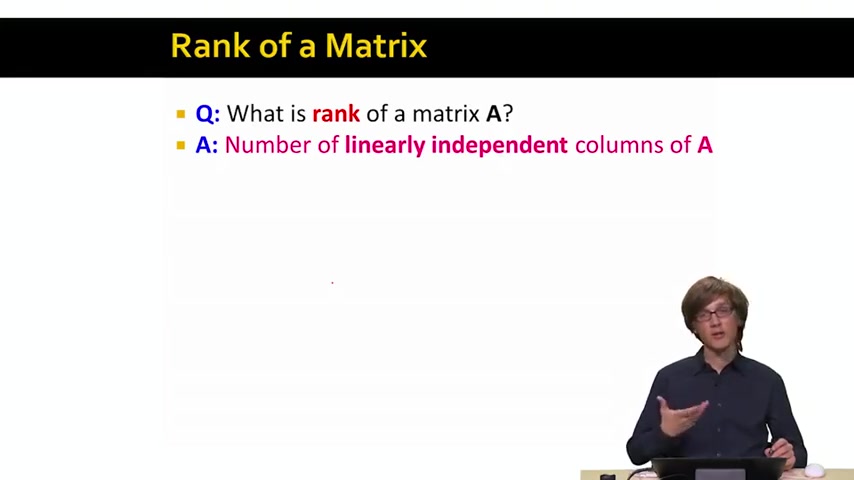 Rank of a Matrix
Q: What is rank of a matrix A?
A: Number of linearly independent columns of A